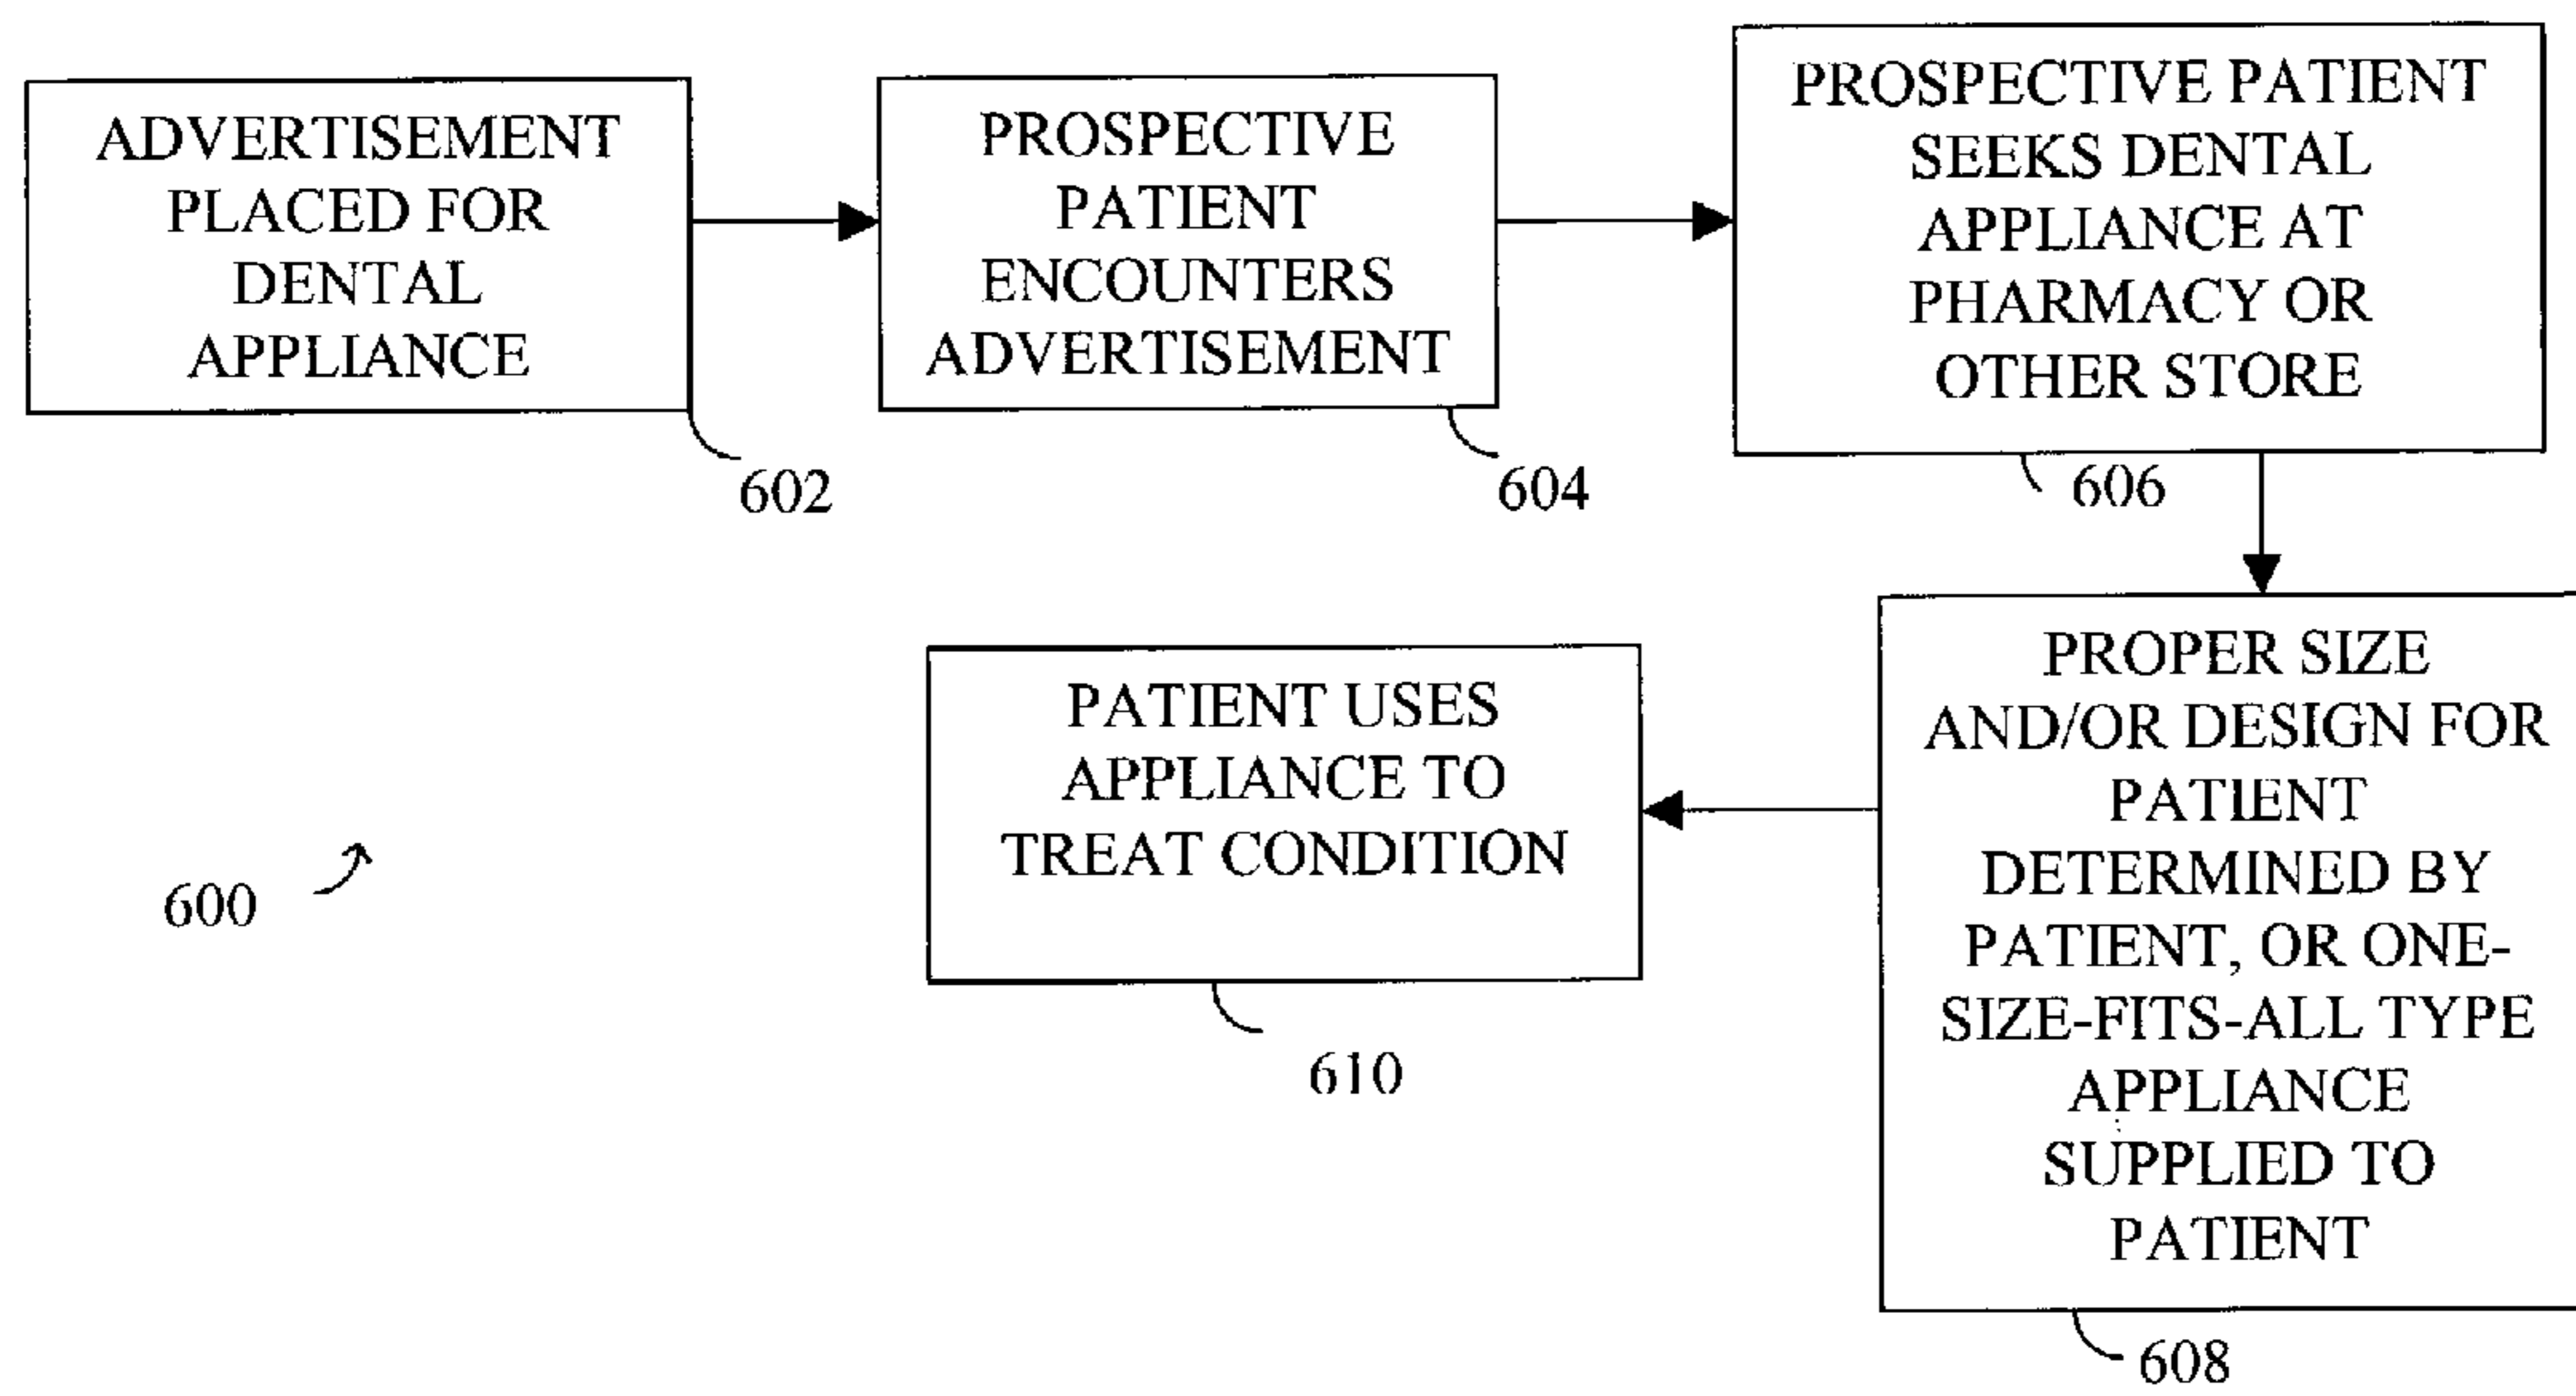 ADVERTISEMENT
PLACED FOR
DENTAL
APPLIANCE
602
PROSPECTIVE
PATIENT
ENCOUNTERS
ADVERTISEMENT
604
PROSPECTIVE PATIENT
SEEKS DENTAL
APPLIANCE AT
PHARMACY OR
OTHER STORE
606
PROPER SIZE
AND/OR DESIGN FOR
PATIENT
DETERMINED BY
PATIENT, OR ONE-
SIZE-FITS-ALL TYPE
APPLIANCE
SUPPLIED TO
PATIENT
608
PATIENT USES
APPLIANCE TO
TREAT CONDITION
610
600